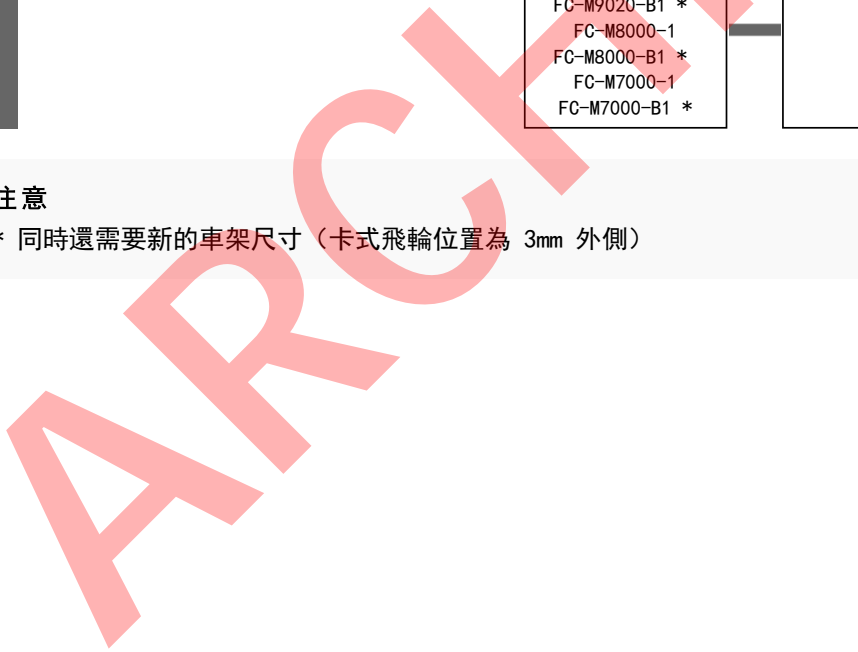 FC-M9020-B1 *
FC-M8000-1
FC-M8000-B1 *
FC-M7000-1
FC-M7000-B1 *
注意
* 同時還需要新的車架尺寸（卡式飛輪位置為 3mm 外側）
ARCH